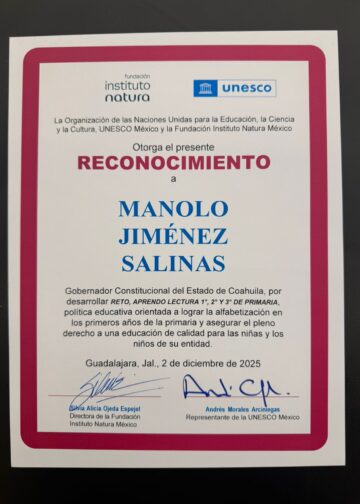 fundación
instituto
natura
unesco
La Organización de las Naciones Unidas para la Educación, la Ciencia
y la Cultura, UNESCO México y la Fundación Instituto Natura México
Otorga el presente
RECONOCIMIENTO
a
MANOLO
JIMÉNEZ
SALINAS
Gobernador Constitucional del Estado de Coahuila, por
desarrollar RETO, APRENDO LECTURA 1°, 2° Y 3° DE PRIMARIA,
política educativa orientada a lograr la alfabetización en
los primeros años de la primaria y asegurar el pleno
derecho a una educación de calidad para las niñas y los
niños de su entidad.
Guadalajara, Jal., 2 de diciembre de 2025
Silvia Alicia Ojeda Espejel
Directora de la Fundación
Instituto Natura México
Andrés Morales Arciniegas
Representante de la UNESCO México